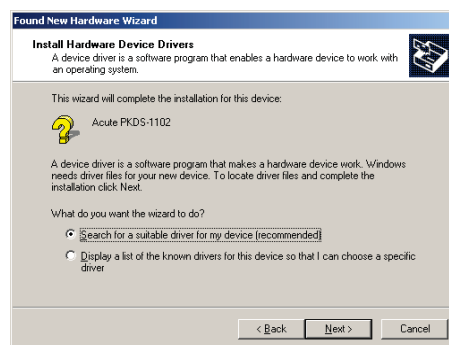 Found New Hardware Wizard
Install Hardware Device Drivers
A device driver is a software program that enables a hardware device to work with
an operating system.
This wizard will complete the installation for this device:
Acute PKDS-1102
A device driver is a software program that makes a hardware device work. Windows
needs driver files for your new device. To locate driver files and complete the
installation click Next.
What do you want the wizard to do?
Search for a suitable driver for my device (recommended)
Display a list of the known drivers for this device so that I can choose a specific
driver
< Back Next > Cancel